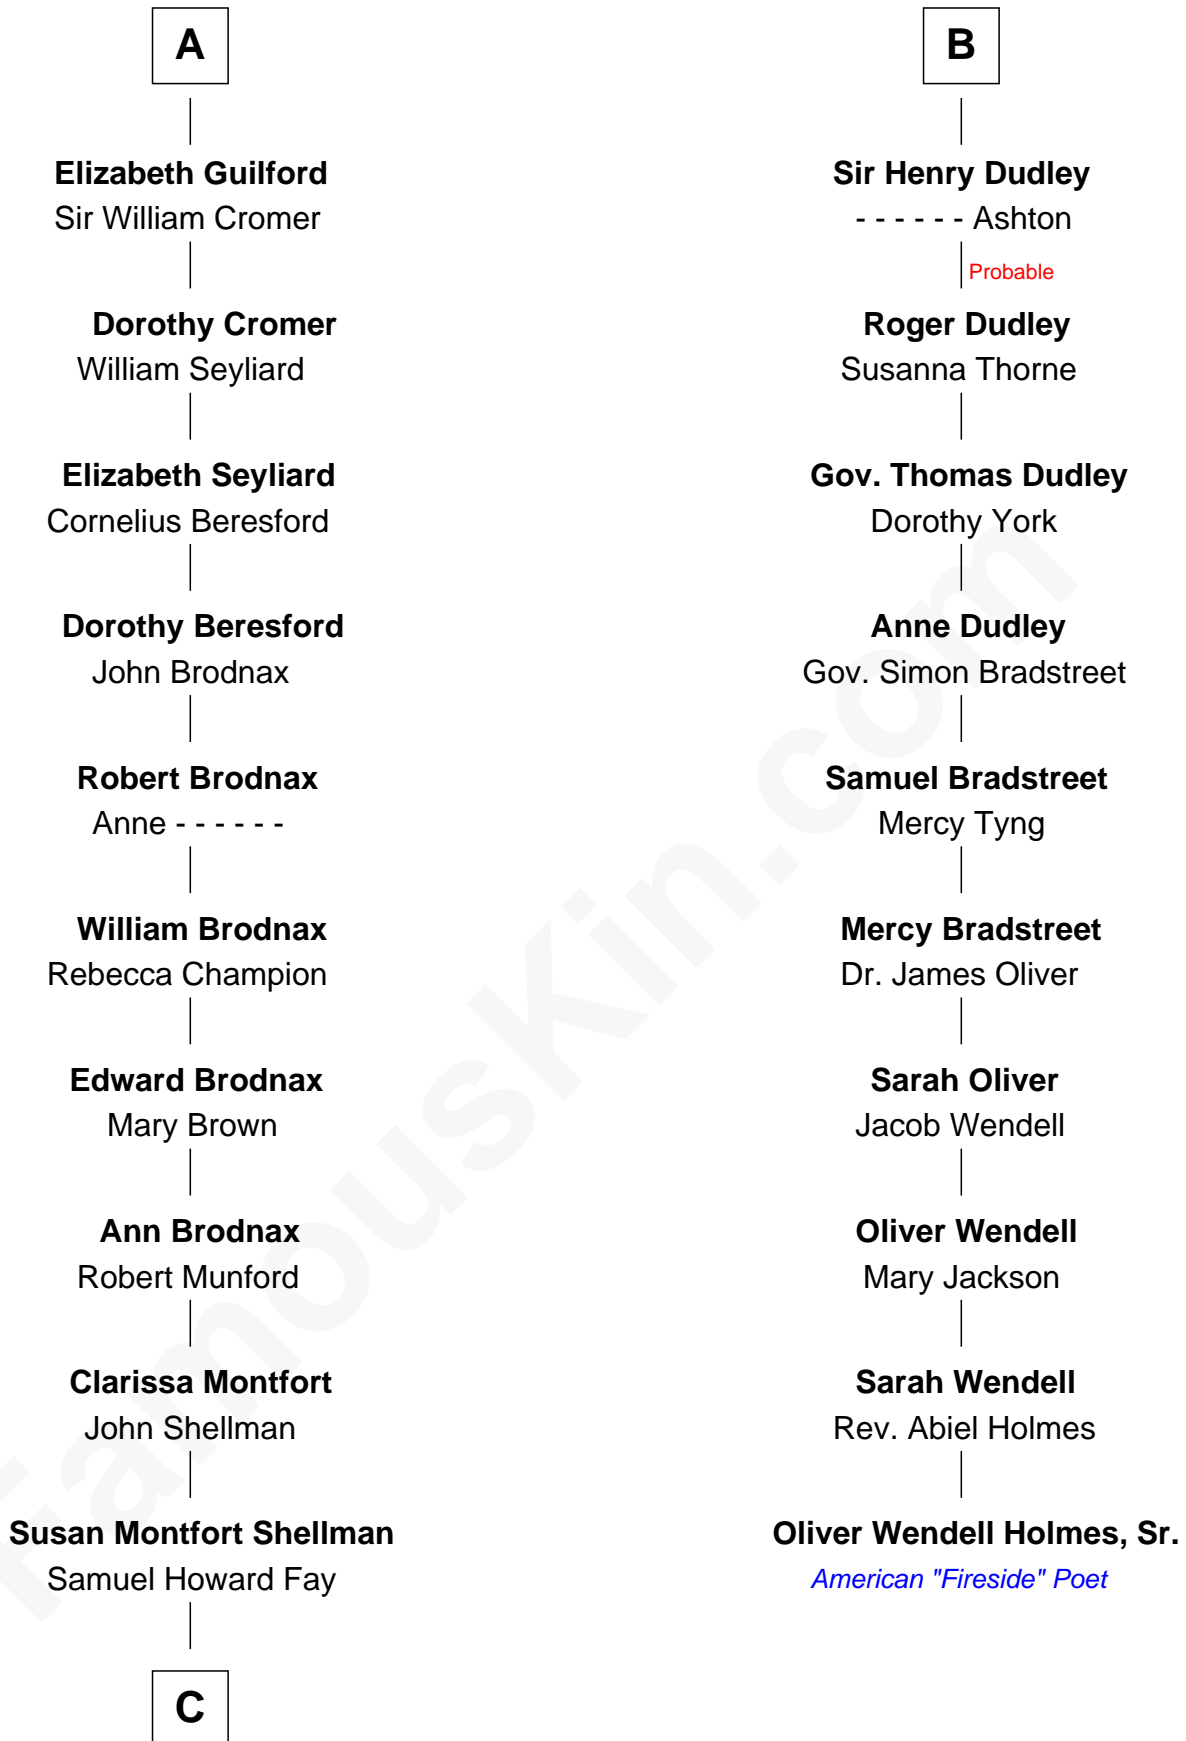 A
Elizabeth Guilford
Sir William Cromer
Dorothy Cromer
William Seyliard
Elizabeth Seyliard
Cornelius Beresford
Dorothy Beresford
John Brodnax
Robert Brodnax
Anne - - - - - -
William Brodnax
Rebecca Champion
Edward Brodnax
Mary Brown
Ann Brodnax
Robert Munford
Clarissa Montfort
John Shellman
Susan Montfort Shellman
Samuel Howard Fay
C
B
Sir Henry Dudley
- - - - - - Ashton
Probable
Roger Dudley
Susanna Thorne
Gov. Thomas Dudley
Dorothy York
Anne Dudley
Gov. Simon Bradstreet
Samuel Bradstreet
Mercy Tyng
Mercy Bradstreet
Dr. James Oliver
Sarah Oliver
Jacob Wendell
Oliver Wendell
Mary Jackson
Sarah Wendell
Rev. Abiel Holmes
Oliver Wendell Holmes, Sr.
American "Fireside" Poet
FamousKin.com